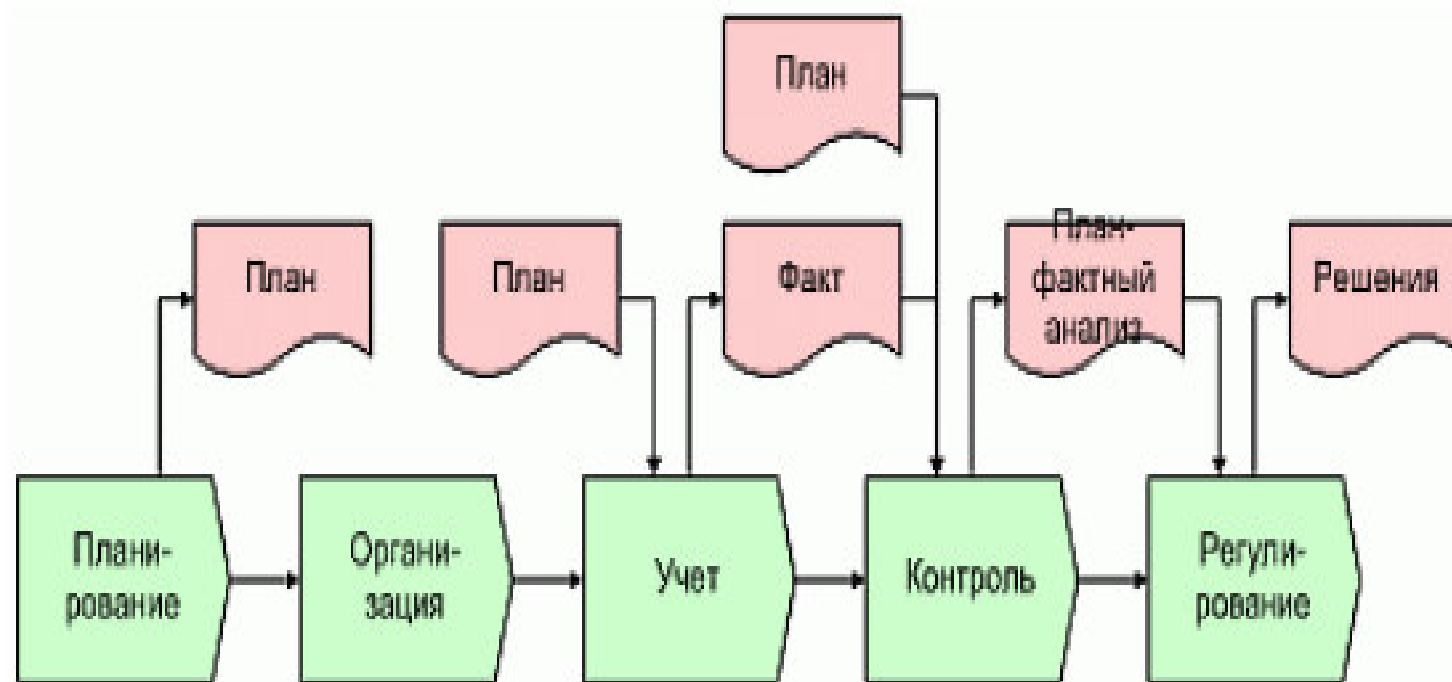 План
План
План
Факт
План-
фактный
анализ
Решения
Плани-
рование
Органи-
зация
Учет
Контроль
Регули-
рование